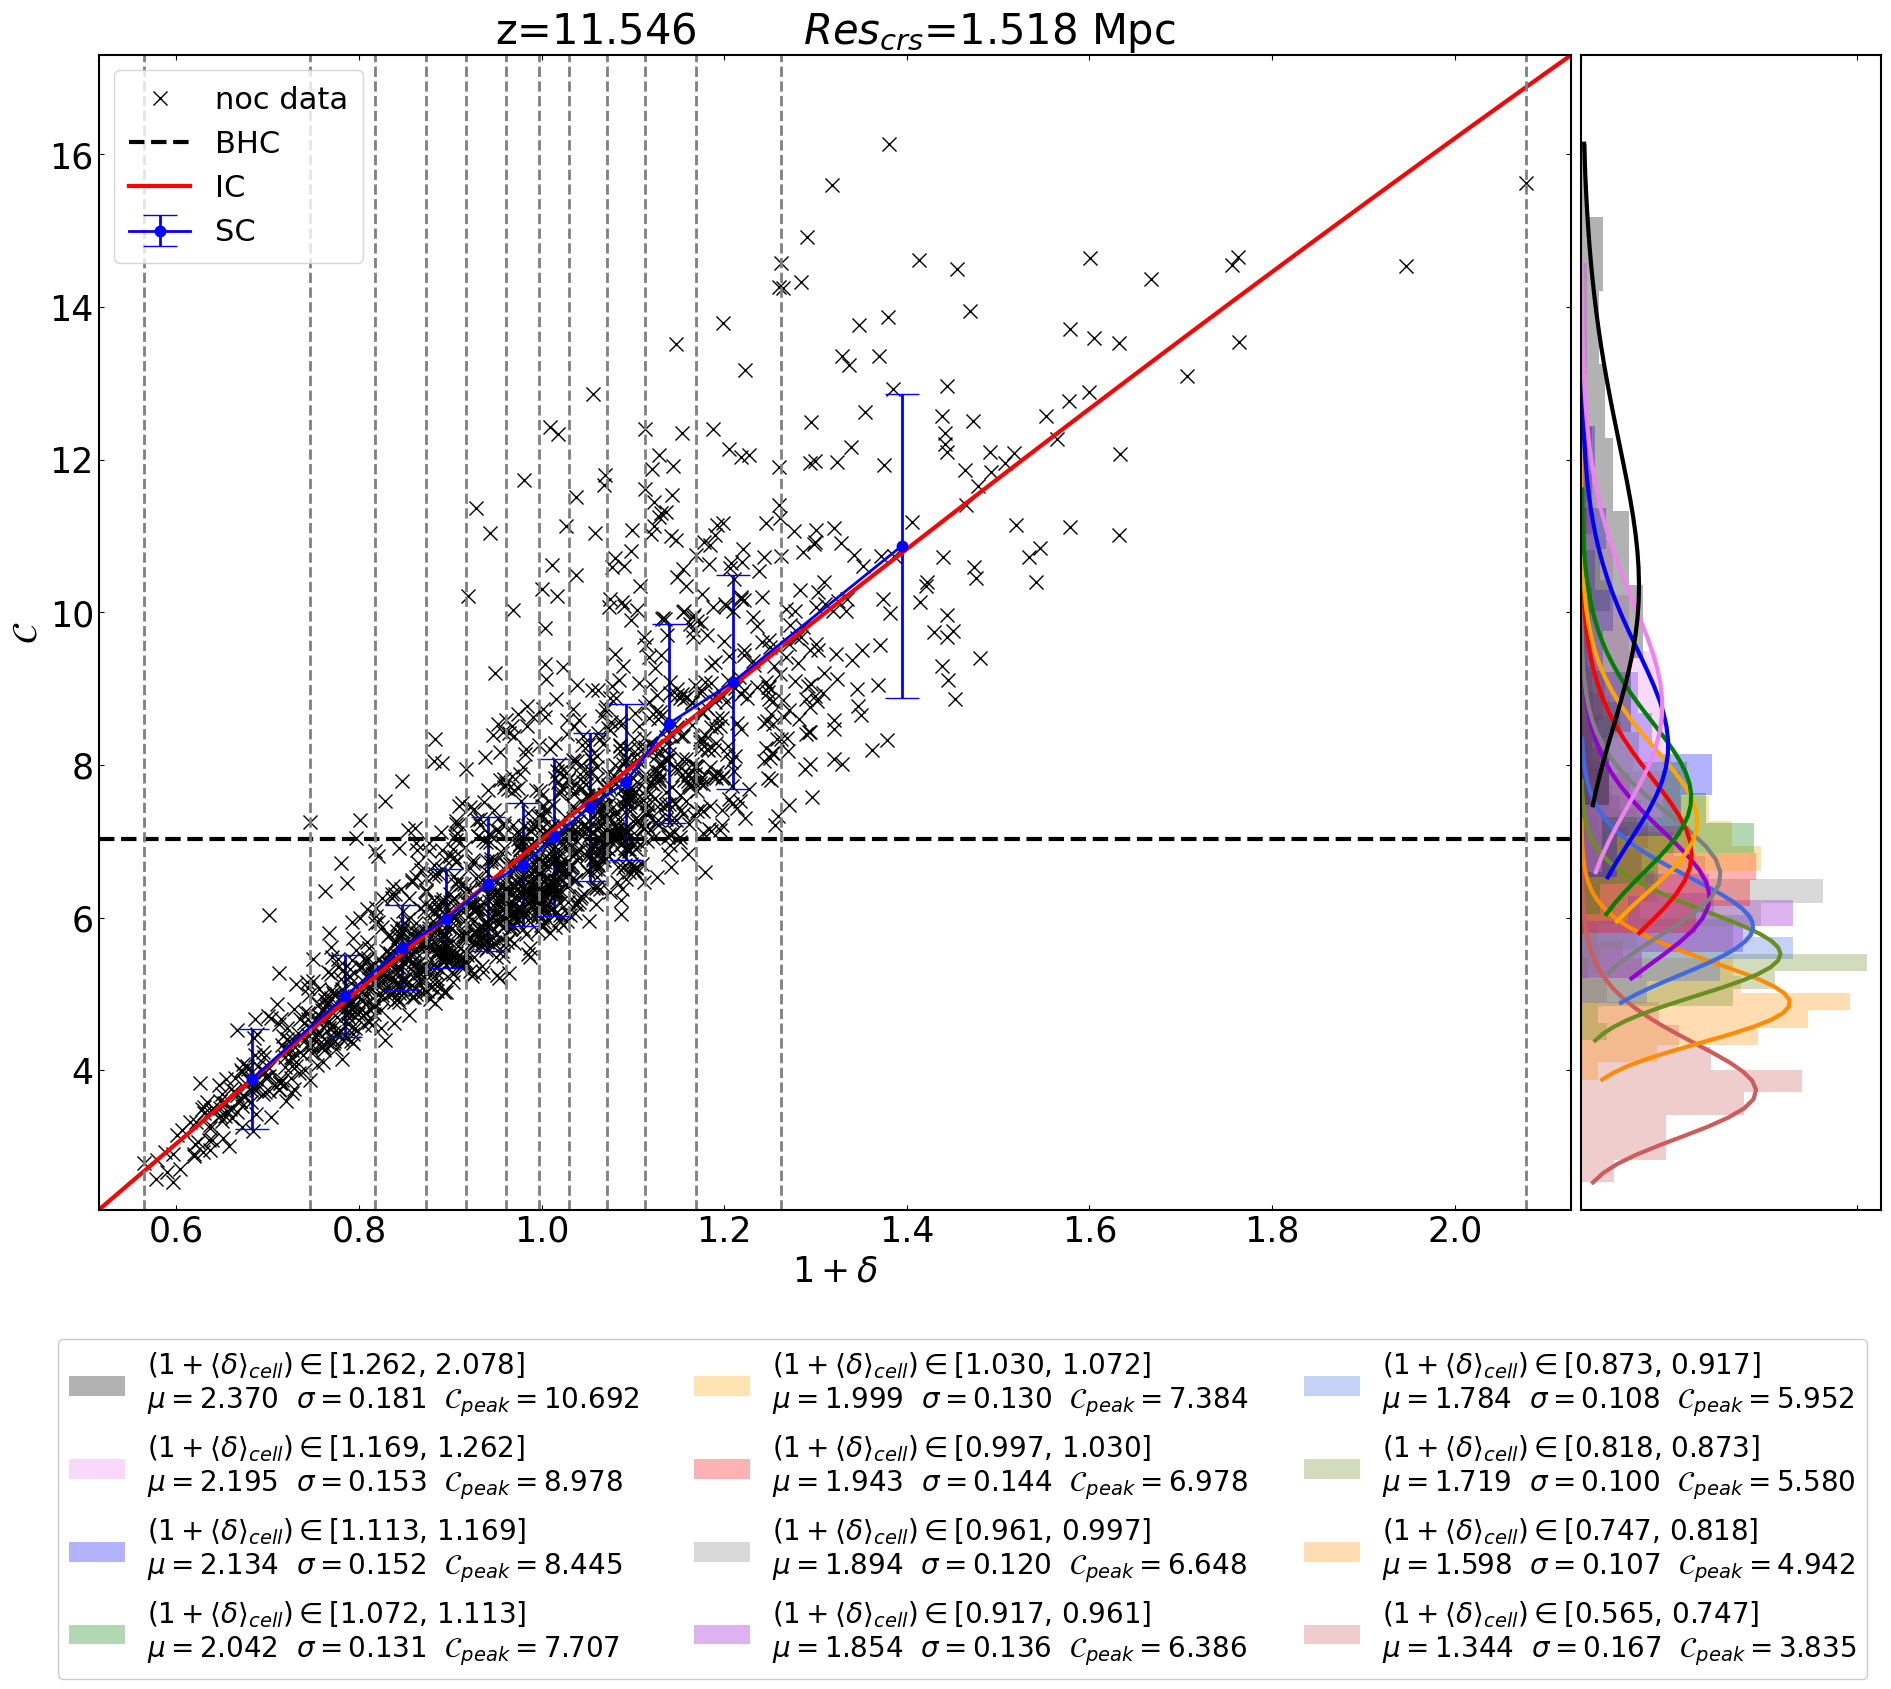 z=11.546 Res_crs=1.518 Mpc
noc data
BHC
IC
SC
16
14
12
10
8
6
4
𝒞
0.6 0.8 1.0 1.2 1.4 1.6 1.8 2.0
1 + δ
(1 + ⟨δ⟩_cell) ∈ [1.262, 2.078]
μ = 2.370 σ = 0.181 𝒞_peak = 10.692
(1 + ⟨δ⟩_cell) ∈ [1.169, 1.262]
μ = 2.195 σ = 0.153 𝒞_peak = 8.978
(1 + ⟨δ⟩_cell) ∈ [1.113, 1.169]
μ = 2.134 σ = 0.152 𝒞_peak = 8.445
(1 + ⟨δ⟩_cell) ∈ [1.072, 1.113]
μ = 2.042 σ = 0.131 𝒞_peak = 7.707
(1 + ⟨δ⟩_cell) ∈ [1.030, 1.072]
μ = 1.999 σ = 0.130 𝒞_peak = 7.384
(1 + ⟨δ⟩_cell) ∈ [0.997, 1.030]
μ = 1.943 σ = 0.144 𝒞_peak = 6.978
(1 + ⟨δ⟩_cell) ∈ [0.961, 0.997]
μ = 1.894 σ = 0.120 𝒞_peak = 6.648
(1 + ⟨δ⟩_cell) ∈ [0.917, 0.961]
μ = 1.854 σ = 0.136 𝒞_peak = 6.386
(1 + ⟨δ⟩_cell) ∈ [0.873, 0.917]
μ = 1.784 σ = 0.108 𝒞_peak = 5.952
(1 + ⟨δ⟩_cell) ∈ [0.818, 0.873]
μ = 1.719 σ = 0.100 𝒞_peak = 5.580
(1 + ⟨δ⟩_cell) ∈ [0.747, 0.818]
μ = 1.598 σ = 0.107 𝒞_peak = 4.942
(1 + ⟨δ⟩_cell) ∈ [0.565, 0.747]
μ = 1.344 σ = 0.167 𝒞_peak = 3.835